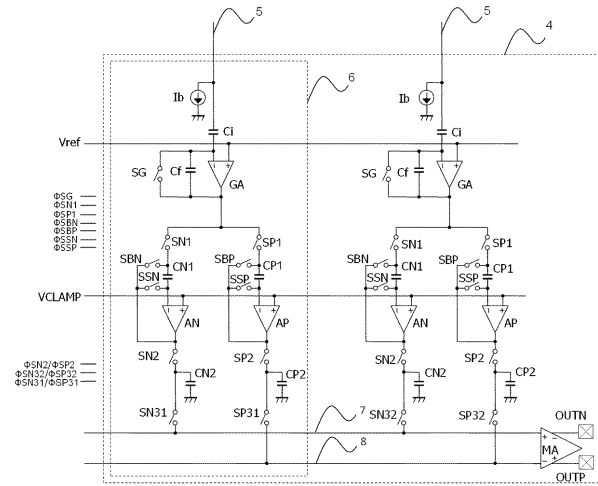 5 5
4
6
Ib Ib
Ci Ci
Vref
SG Cf GA SG Cf GA
ΦSG
ΦSN1
ΦSP1
ΦSBN
ΦSBP
ΦSSN
ΦSSP
SN1 SP1 SN1 SP1
SBN SBP SBN SBP
CN1 CP1 CN1 CP1
SSN SSP SSN SSP
VCLAMP
AN AP AN AP
SN2 SP2 SN2 SP2
ΦSN2/ΦSP2
ΦSN32/ΦSP32
ΦSN31/ΦSP31
CN2 CP2 CN2 CP2
SN31 SP31 SN32 SP32
7
8
OUTN
MA
OUTP